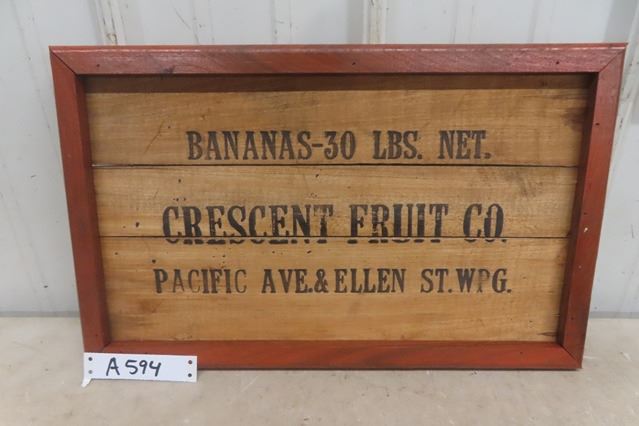 BANANAS-30 LBS. NET.
CRESCENT FRUIT CO.
PACIFIC AVE.&ELLEN ST.WPG.
A594